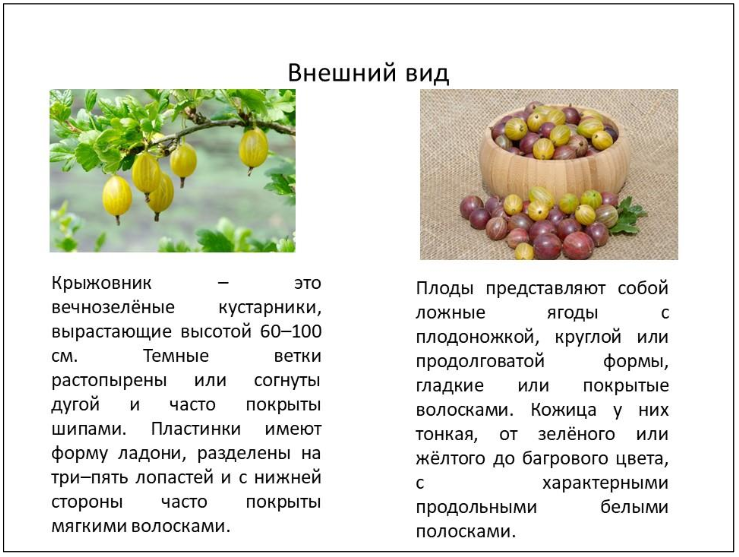 Внешний вид
Крыжовник – это
вечнозелёные кустарники,
вырастающие высотой 60–100
см. Темные ветки
растопырены или согнуты
дугой и часто покрыты
шипами. Пластинки имеют
форму ладони, разделены на
три–пять лопастей и с нижней
стороны часто покрыты
мягкими волосками.
Плоды представляют собой
ложные ягоды с
плодоножкой, круглой или
продолговатой формы,
гладкие или покрытые
волосками. Кожица у них
тонкая, от зелёного или
жёлтого до багрового цвета,
с характерными
продольными белыми
полосками.